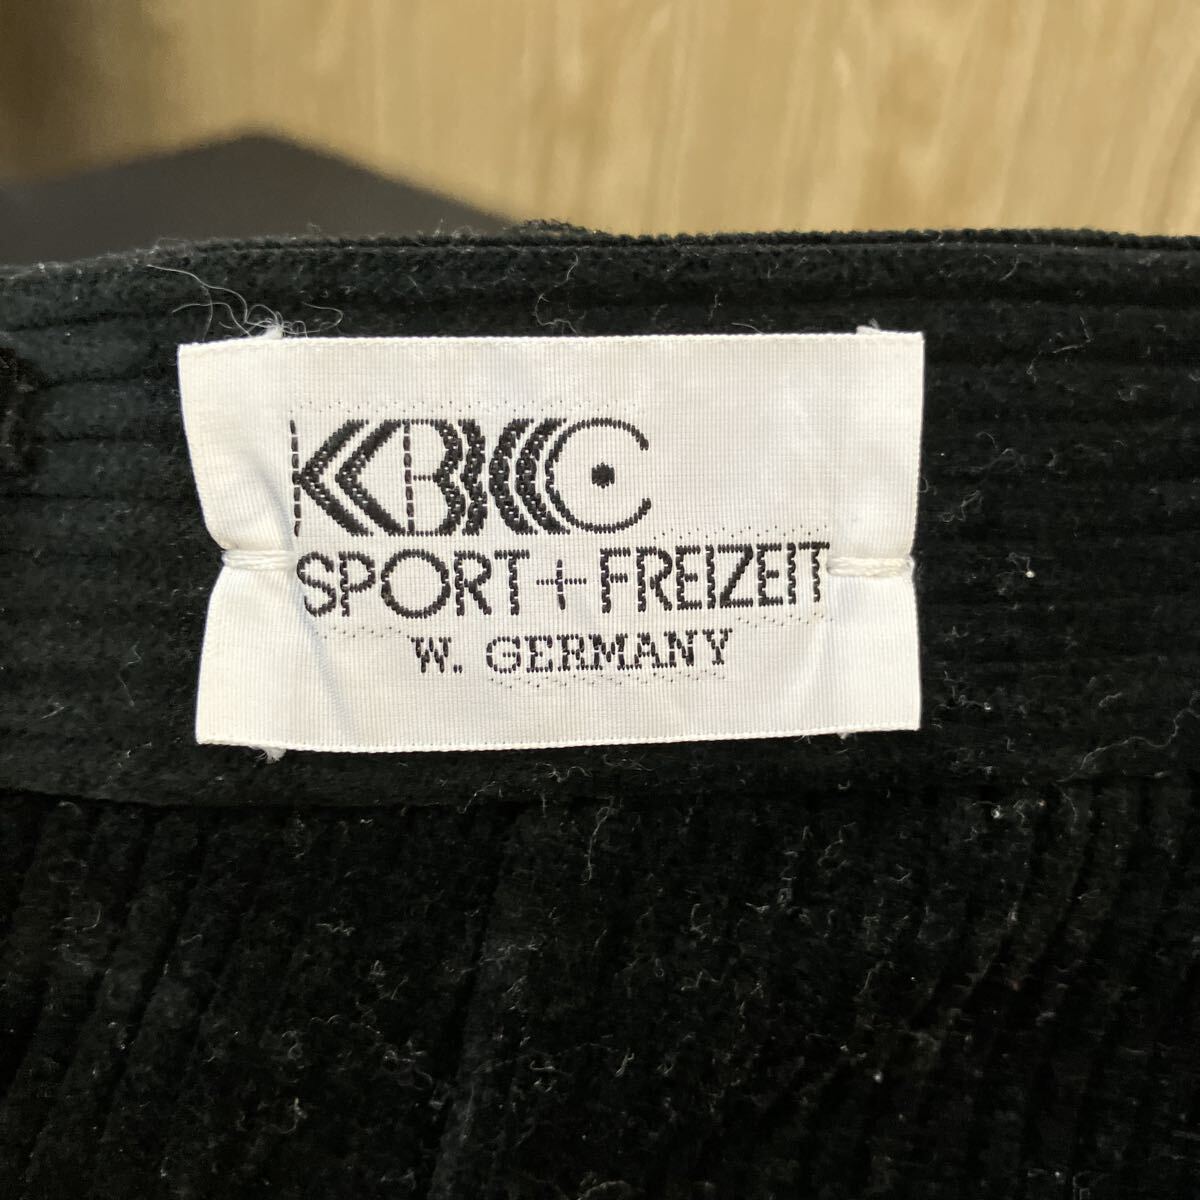 KBC
SPORT+FREIZEIT
W. GERMANY